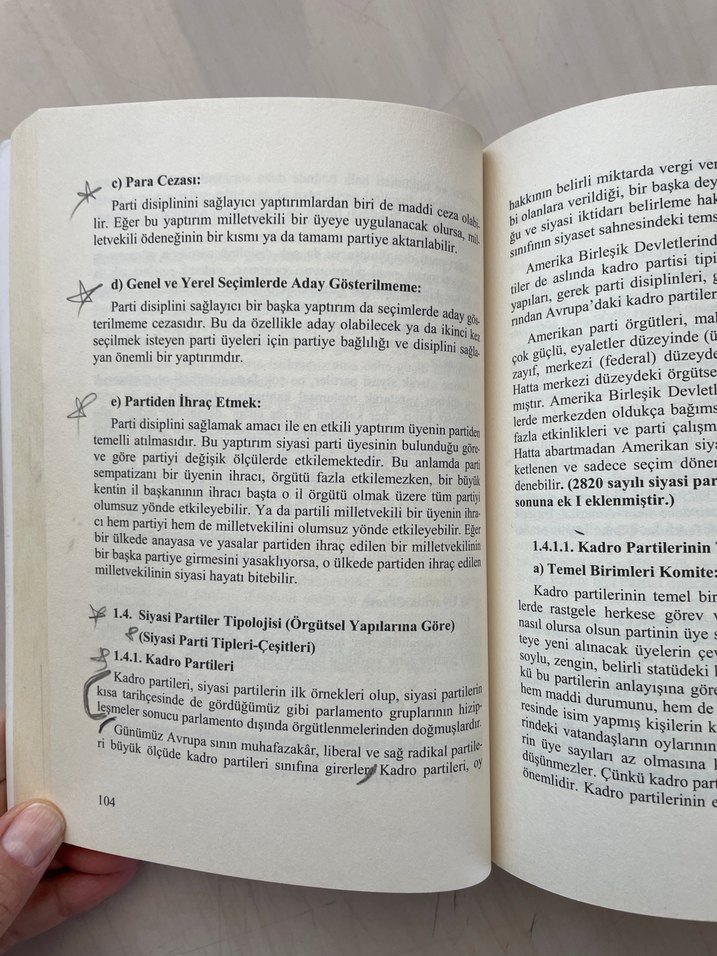 c) Para Cezası:
Parti disiplinini sağlayıcı yaptırımlardan biri de maddi ceza olabi-
lir. Eğer bu yaptırım milletvekili bir üyeye uygulanacak olursa, mil-
letvekili ödeneğinin bir kısmı ya da tamamı partiye aktarılabilir.
d) Genel ve Yerel Seçimlerde Aday Gösterilmeme:
Parti disiplini sağlayıcı bir başka yaptırım da seçimlerde aday gös-
terilmeme cezasıdır. Bu da özellikle aday olabilecek ya da ikinci kez
seçilmek isteyen parti üyeleri için partiye bağlılığı ve disiplini sağla-
yan önemli bir yaptırımdır.
e) Partiden İhraç Etmek:
Parti disiplini sağlamak amacı ile en etkili yaptırım üyenin partiden
temelli atılmasıdır. Bu yaptırım siyasi parti üyesinin bulunduğu göre-
ve göre partiyi değişik ölçülerde etkilemektedir. Bu anlamda parti
sempatizanı bir üyenin ihracı, örgütü fazla etkilemezken, bir büyük
kentin il başkanının ihracı başta o il örgütü olmak üzere tüm partiyi
olumsuz yönde etkileyebilir. Ya da partili milletvekili bir üyenin ihra-
cı hem partiyi hem de milletvekilini olumsuz yönde etkileyebilir. Eğer
bir ülkede anayasa ve yasalar partiden ihraç edilen bir milletvekilinin
bir başka partiye girmesini yasaklıyorsa, o ülkede partiden ihraç edilen
milletvekilinin siyasi hayatı bitebilir.
1.4. Siyasi Partiler Tipolojisi (Örgütsel Yapılarına Göre)
(Siyasi Parti Tipleri-Çeşitleri)
1.4.1. Kadro Partileri
Kadro partileri, siyasi partilerin ilk örnekleri olup, siyasi partilerin
kısa tarihçesinde de gördüğümüz gibi parlamento gruplarının hizip-
leşmeler sonucu parlamento dışında örgütlenmelerinden doğmuşlardır.
Günümüz Avrupa sının muhafazakâr, liberal ve sağ radikal partile-
ri büyük ölçüde kadro partileri sınıfına girerler. Kadro partileri, oy
104
hakkının belirli miktarda vergi ver
bi olanlara verildiği, bir başka dey
ğu ve siyasi iktidarı belirleme hak
sınıfının siyaset sahnesindeki tems
Amerika Birleşik Devletlerind
tiler de aslında kadro partisi tipi
yapıları, gerek parti disiplinleri, g
rından Avrupa'daki kadro partiler
Amerikan parti örgütleri, mal
çok güçlü, eyaletler düzeyinde (ü
zayıf, merkezi (federal) düzeyde
Hatta merkezi düzeydeki örgütse
mıştır. Amerika Birleşik Devletle
lerde merkezden oldukça bağıms
fazla etkinlikleri ve parti çalışm
Hatta abartmadan Amerikan siya
ketlenen ve sadece seçim döner
denebilir. (2820 sayılı siyasi par
sonuna ek I eklenmiştir.)
1.4.1.1. Kadro Partilerinin
a) Temel Birimleri Komite:
Kadro partilerinin temel bir
lerde rastgele herkese görev v
nasıl olursa olsun partinin üye s
teye yeni alınacak üyelerin çev
soylu, zengin, belirli statüdeki k
kü bu partilerin anlayışına göre
hem maddi durumunu, hem de
resinde isim yapmış kişilerin k
rindeki vatandaşların oylarının
rin üye sayıları az olmasına k
düşünmezler. Çünkü kadro part
önemlidir. Kadro partilerinin e